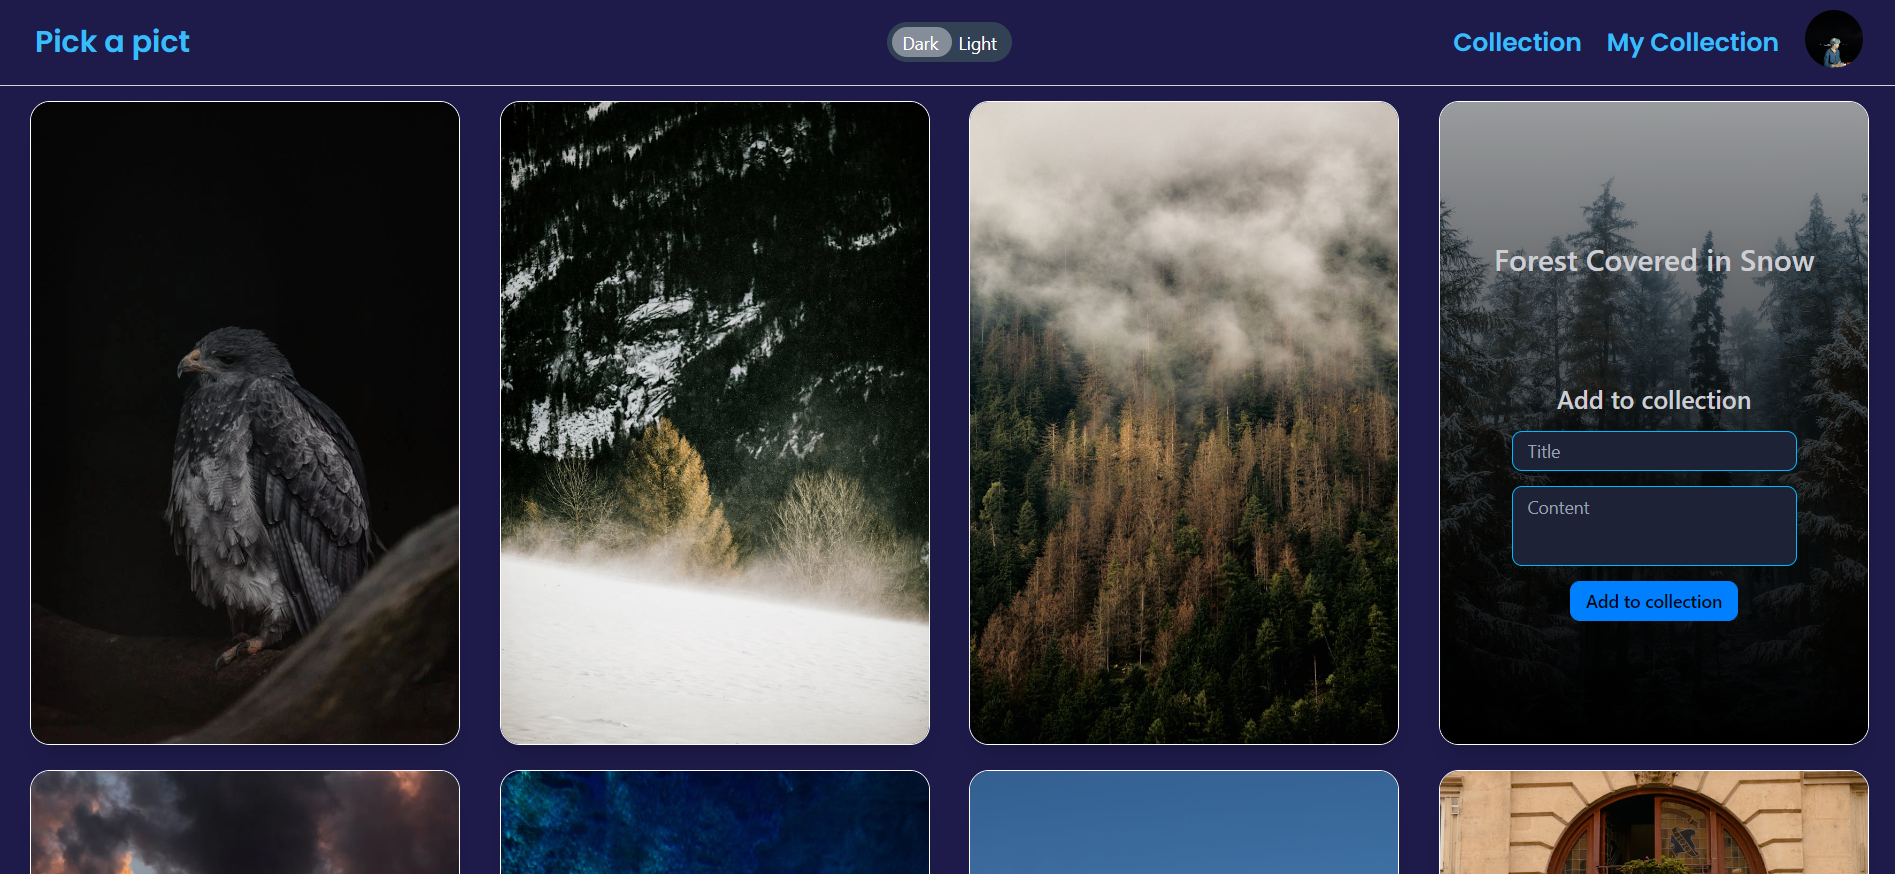 Pick a pict
Dark Light
Collection My Collection
Forest Covered in Snow
Add to collection
Title
Content
Add to collection